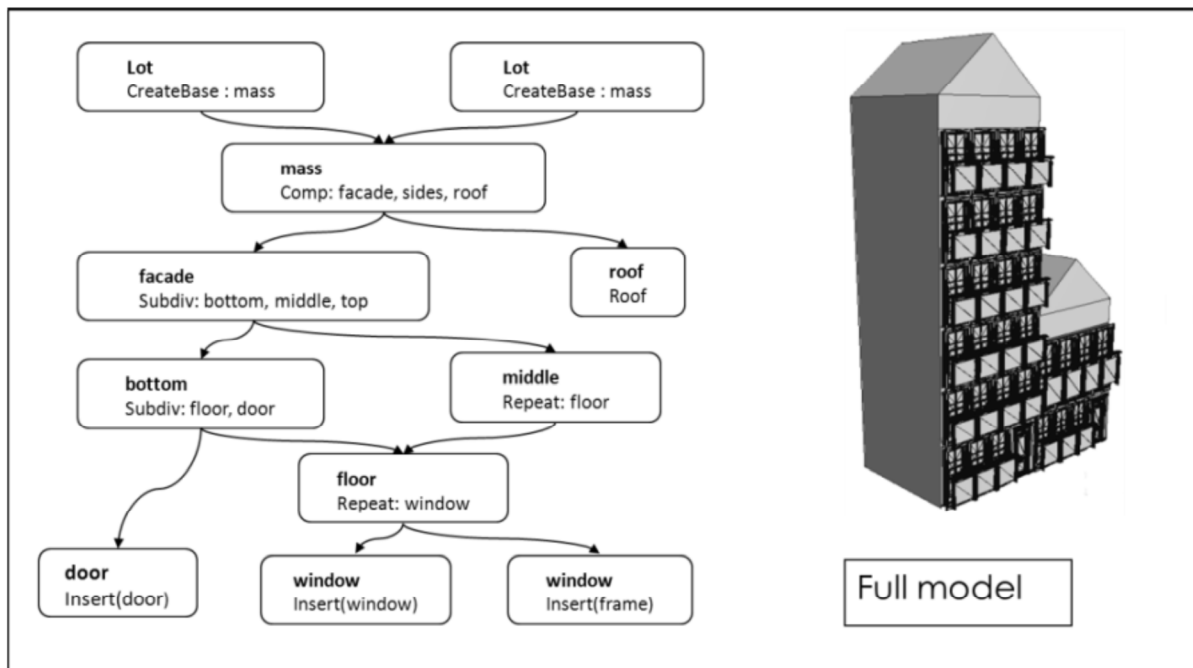 Lot
CreateBase : mass
Lot
CreateBase : mass
mass
Comp: facade, sides, roof
facade
Subdiv: bottom, middle, top
roof
Roof
bottom
Subdiv: floor, door
middle
Repeat: floor
floor
Repeat: window
door
Insert(door)
window
Insert(window)
window
Insert(frame)
Full model